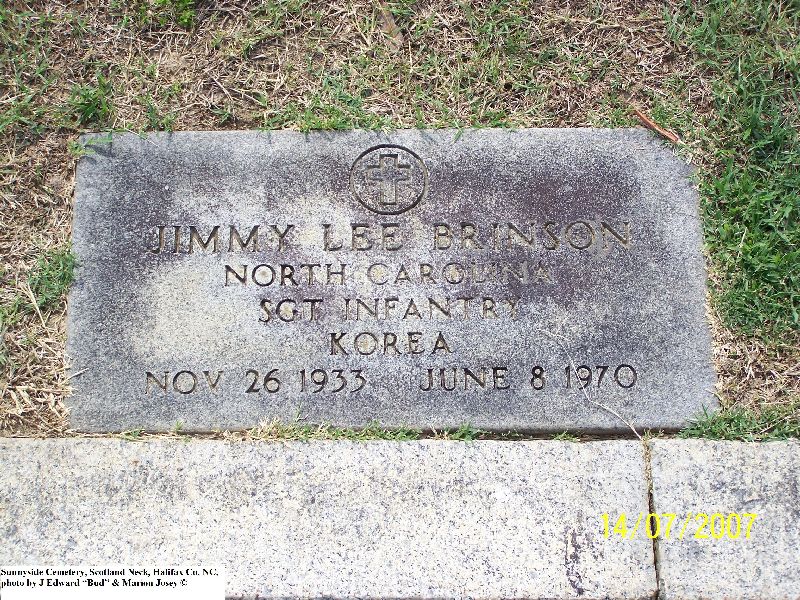 JIMMY LEE BRINSON
NORTH CAROLINA
SGT INFANTRY
KOREA
NOV 26 1933 JUNE 8 1970
14/07/2007
Sunnyside Cemetery, Scotland Neck, Halifax Co. NC,
photo by J Edward "Bud" & Marion Josey ©